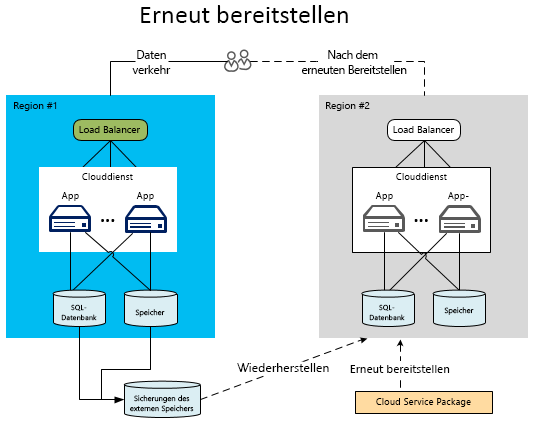 Erneut bereitstellen
Daten
verkehr
Nach dem
erneuten Bereitstellen
Region #1
Load Balancer
Clouddienst
App
App
...
SQL-
Datenbank
Speicher
Region #2
Load Balancer
Clouddienst
App
App-
...
SQL-
Datenbank
Speicher
Wiederherstellen
Erneut bereitstellen
Sicherungen des
externen Speichers
Cloud Service Package